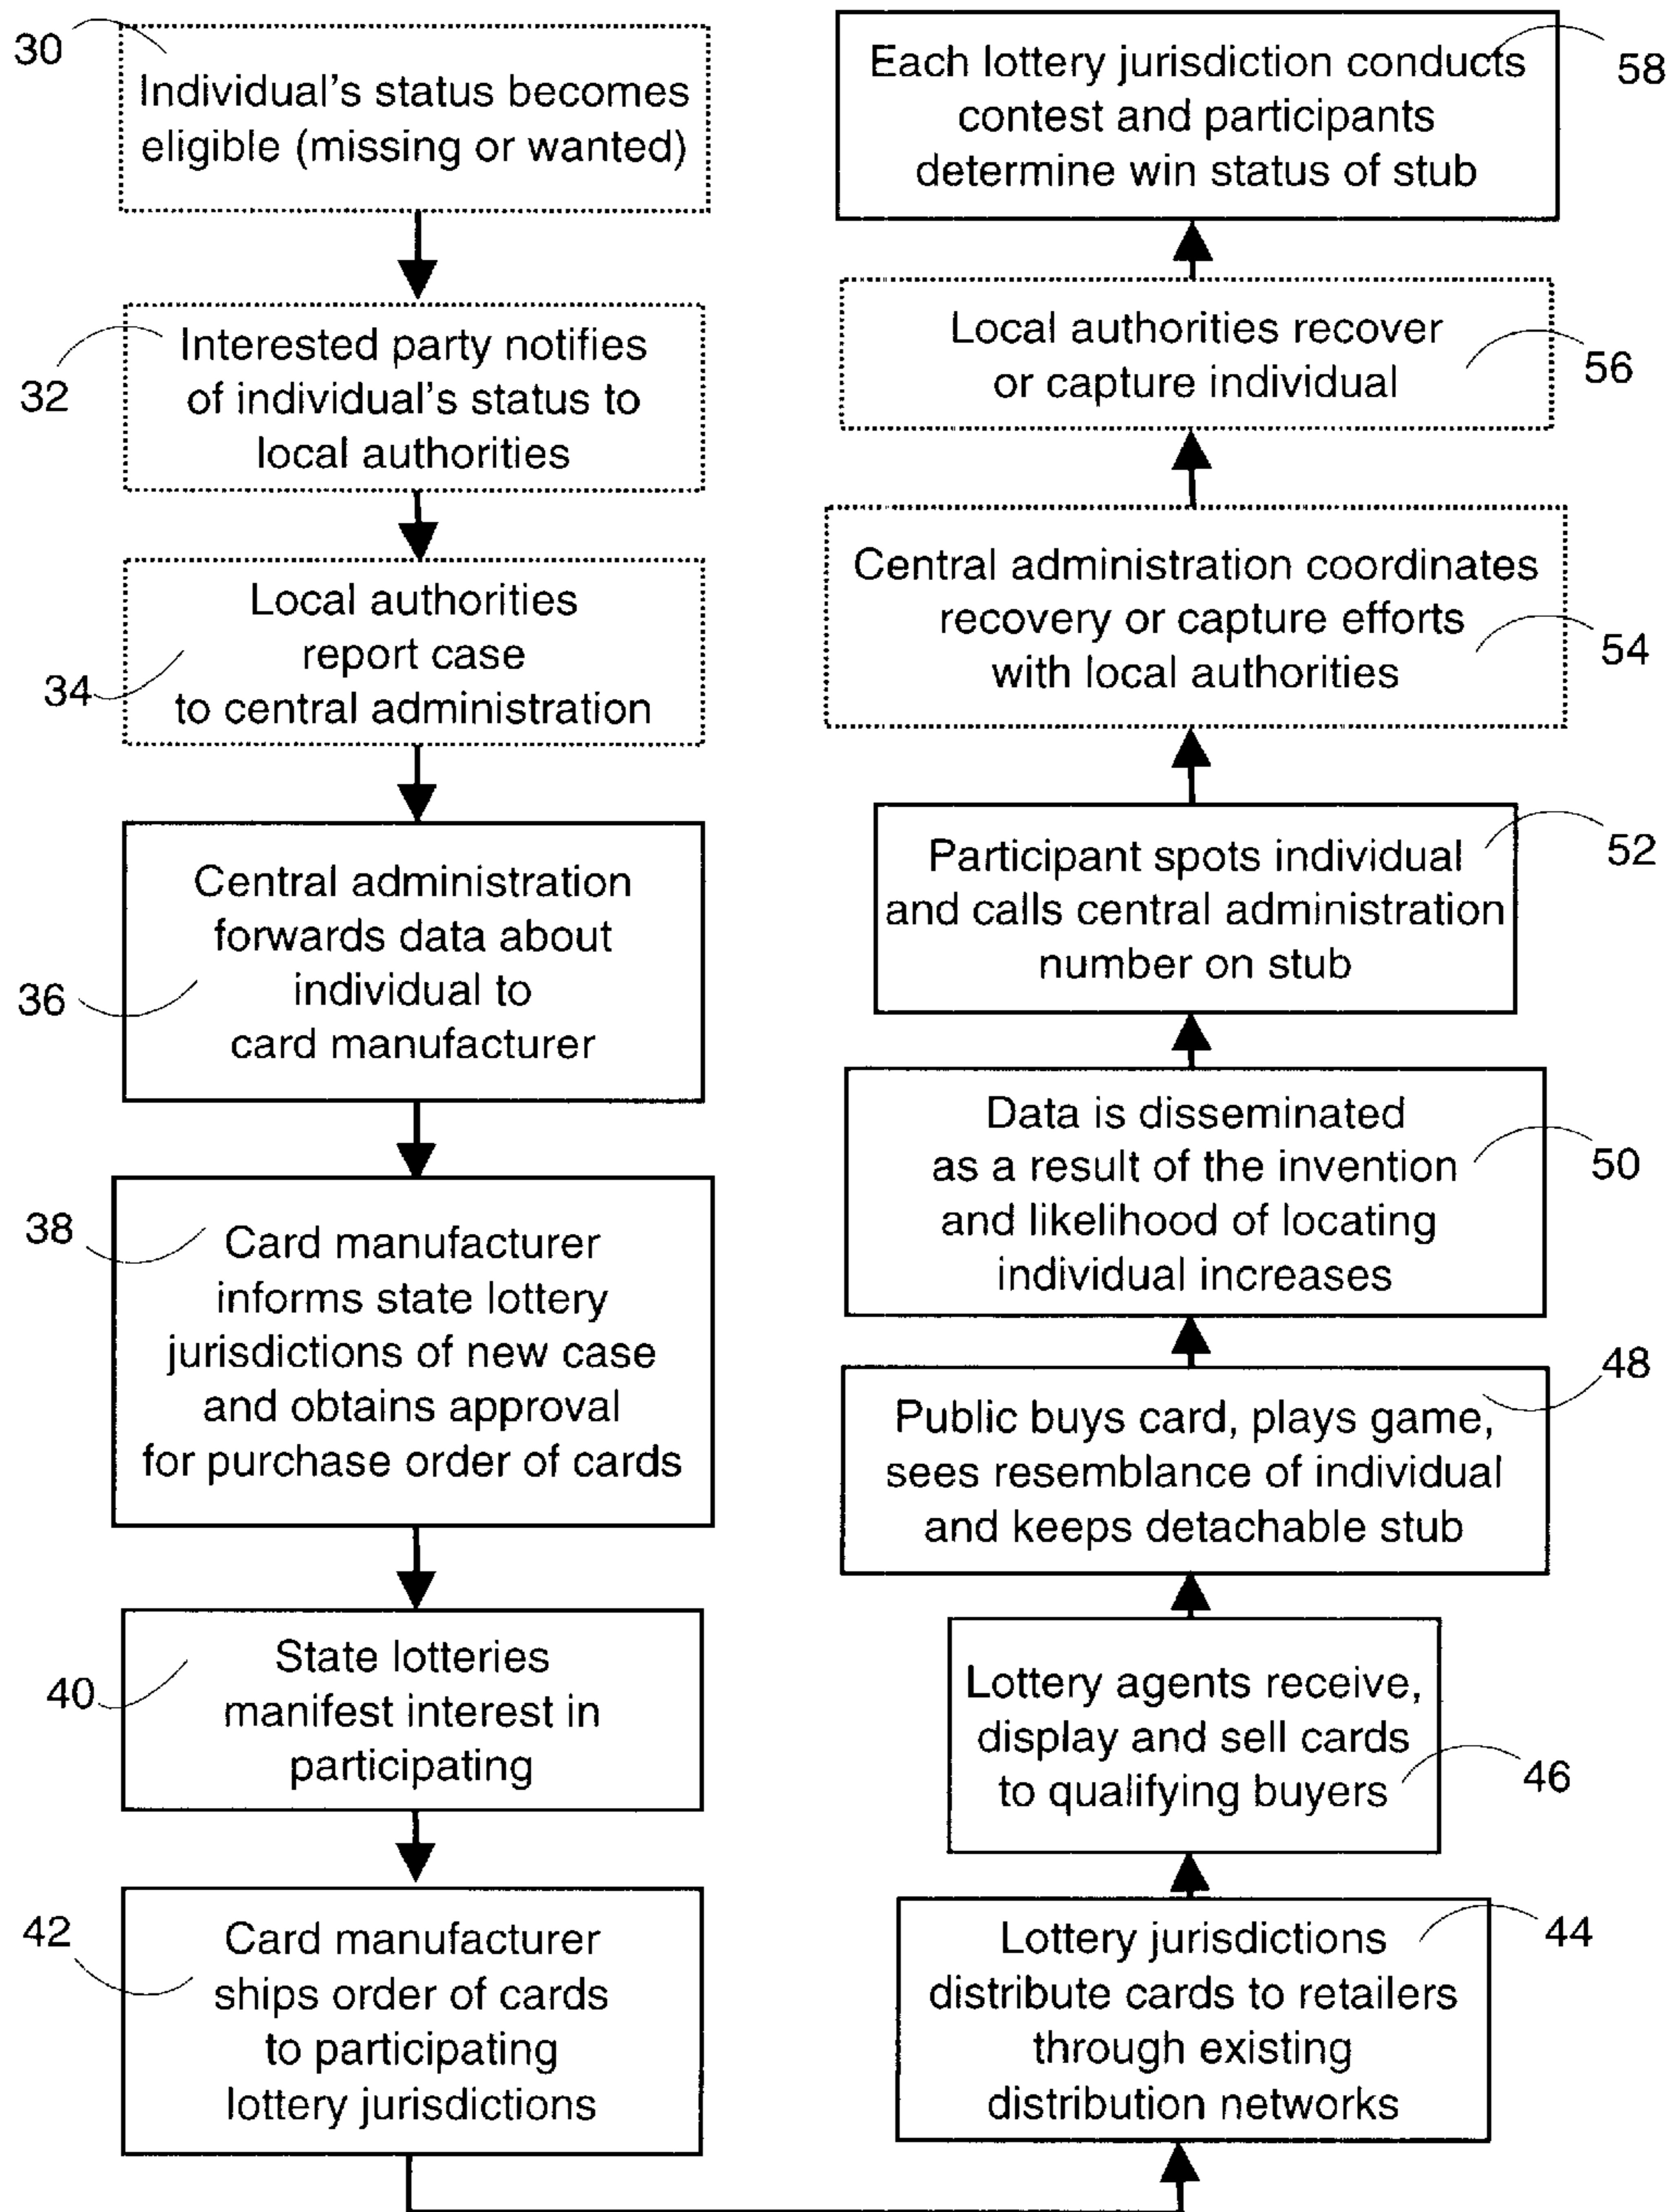 30
Individual's status becomes
eligible (missing or wanted)
32
Interested party notifies
of individual's status to
local authorities
34
Local authorities
report case
to central administration
36
Central administration
forwards data about
individual to
card manufacturer
38
Card manufacturer
informs state lottery
jurisdictions of new case
and obtains approval
for purchase order of cards
40
State lotteries
manifest interest in
participating
42
Card manufacturer
ships order of cards
to participating
lottery jurisdictions
44
Lottery jurisdictions
distribute cards to retailers
through existing
distribution networks
46
Lottery agents receive,
display and sell cards
to qualifying buyers
48
Public buys card, plays game,
sees resemblance of individual
and keeps detachable stub
50
Data is disseminated
as a result of the invention
and likelihood of locating
individual increases
52
Participant spots individual
and calls central administration
number on stub
54
Central administration coordinates
recovery or capture efforts
with local authorities
56
Local authorities recover
or capture individual
58
Each lottery jurisdiction conducts
contest and participants
determine win status of stub